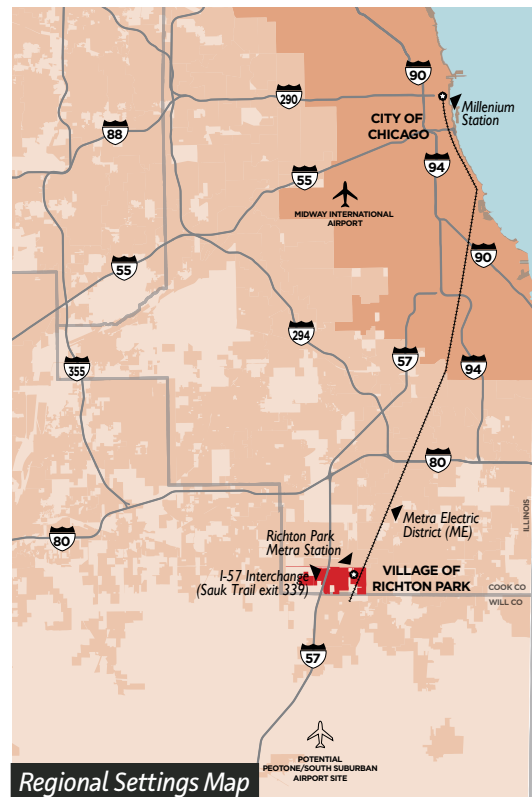 90
290
Millenium
Station
CITY OF
CHICAGO
88
94
55
MIDWAY INTERNATIONAL
AIRPORT
90
55
294
57
355
94
80
ILLINOIS
Metra Electric
District (ME)
80
Richton Park
Metra Station
I-57 Interchange
(Sauk Trail exit 339)
VILLAGE OF
RICHTON PARK
COOK CO
WILL CO
57
POTENTIAL
PEOTONE/SOUTH SUBURBAN
AIRPORT SITE
Regional Settings Map